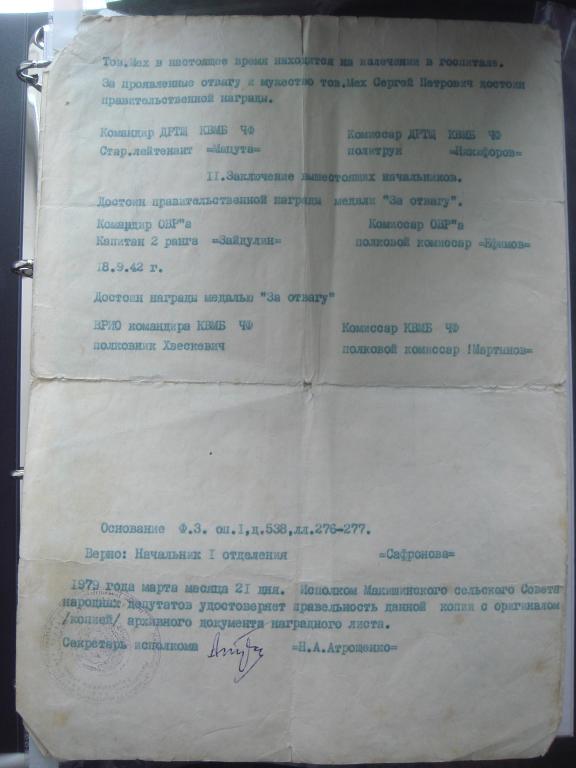 Тов.Мех в настоящее время находится на излечении в госпитале.
За проявленные отвагу и мужество тов.Мех Сергей Петрович достоин
правительственной награды.
Командир ДРТЩ КВМБ ЧФ Комиссар ДРТЩ КВМБ ЧФ
Стар.лейтенант =Мацута= политрук =Никифоров=
II.Заключение вышестоящих начальников.
Достоин правительственной награды медали "За отвагу".
Командир ОВР"а Комиссар ОВР"а
Капитан 2 ранга =Зайдулин= полковой комиссар =Ефимов=
18.9.42 г.
Достоин награды медалью "За отвагу"
ВРИО командира КВМБ ЧФ Комиссар КВМБ ЧФ
полковник Хвескевич полковой комиссар !Мартынов=
Основание Ф.3. оп.I,д.538,лл.276-277.
Верно: Начальник I отделения =Сафронова=
1979 года марта месяца 21 дня. Исполком Макишинского сельского Совета
народных депутатов удостоверяет правельность данной копии с оригиналом
/копией/ архивного документа наградного листа.
Секретарь исполкома =Н.А.Атрощенко=